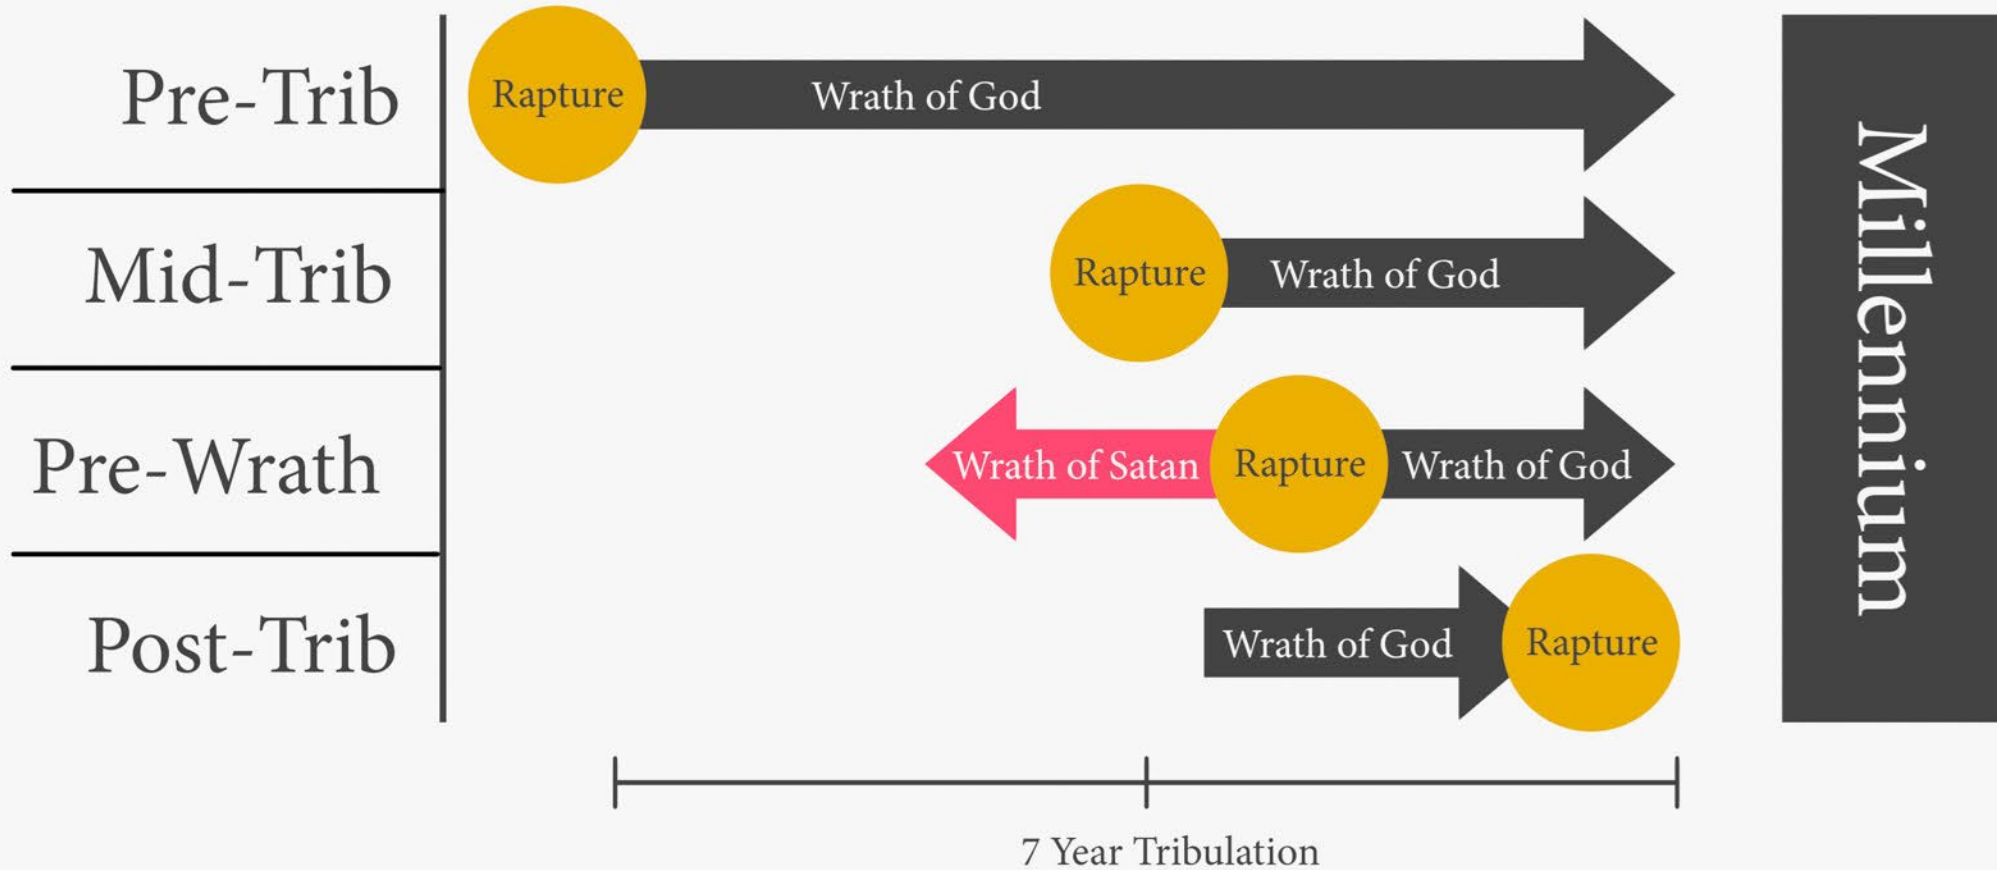 Pre-Trib
Rapture
Wrath of God
Mid-Trib
Rapture
Wrath of God
Pre-Wrath
Wrath of Satan
Rapture
Wrath of God
Post-Trib
Wrath of God
Rapture
Millennium
7 Year Tribulation